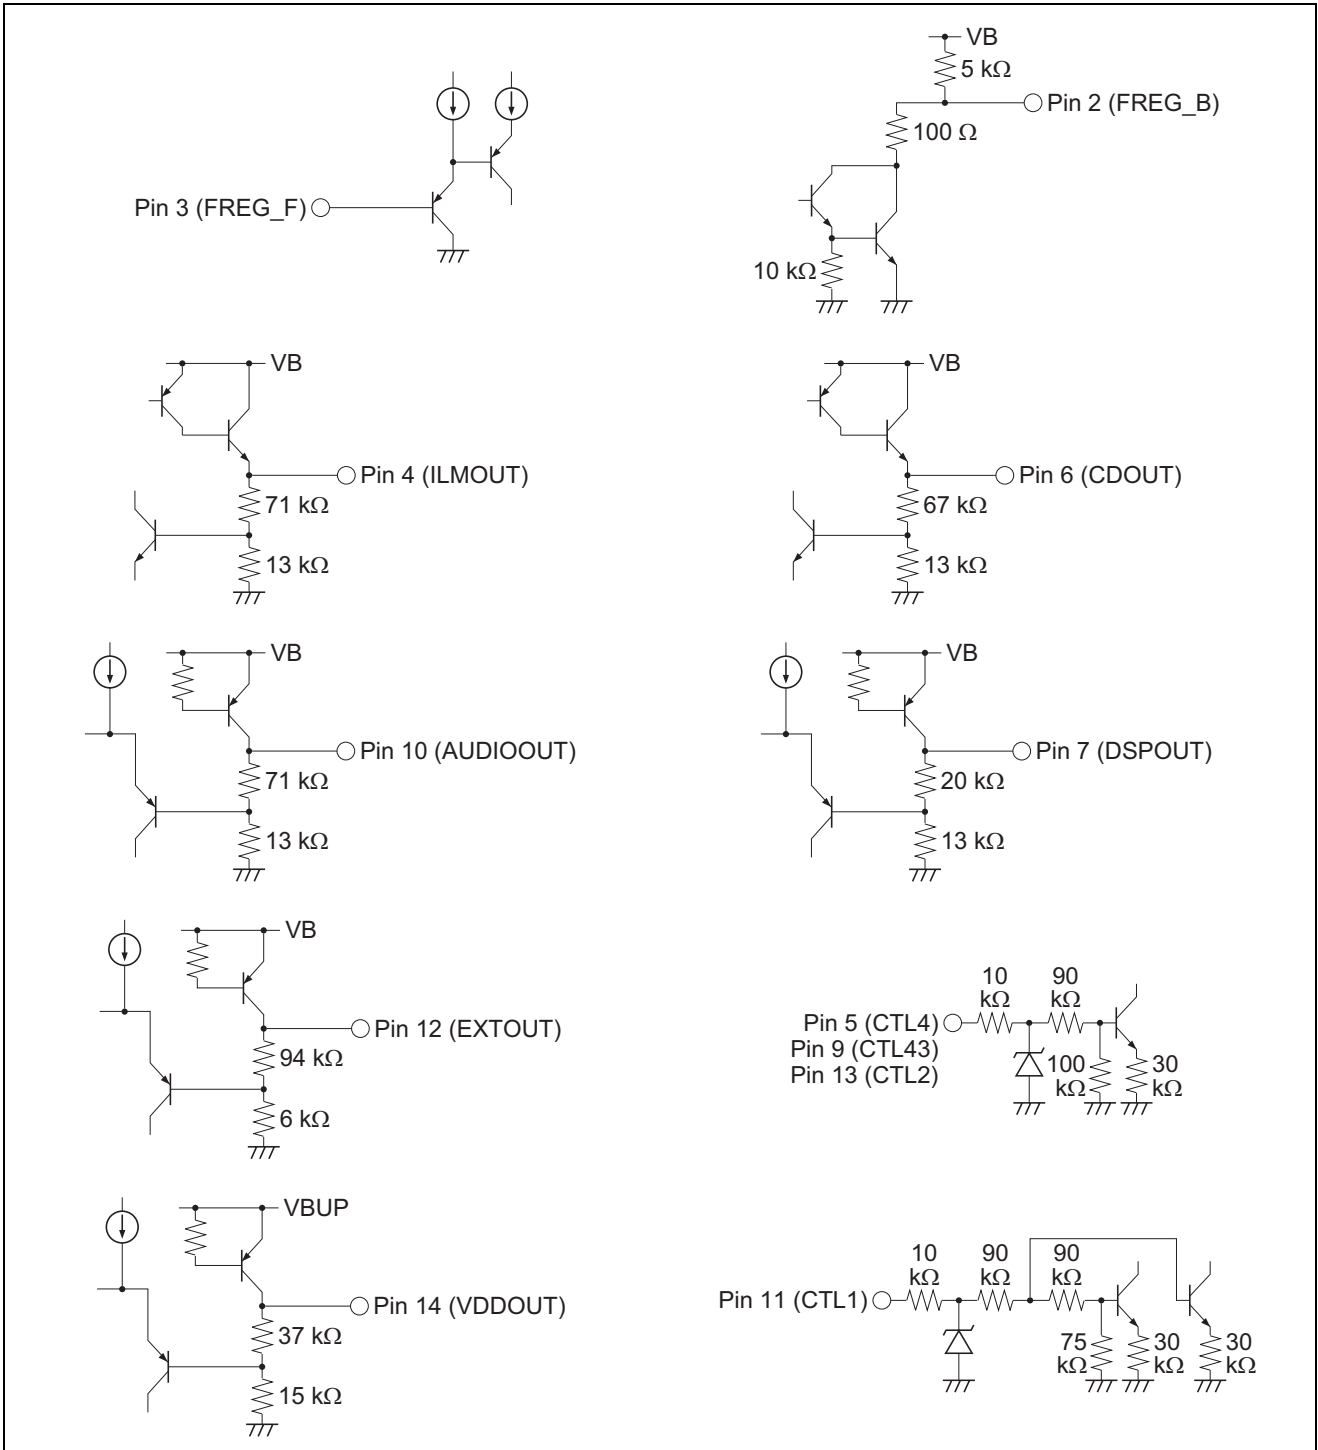 VB
5 kΩ
Pin 2 (FREG_B)
100 Ω
Pin 3 (FREG_F)
10 kΩ
VB
Pin 4 (ILMOUT)
71 kΩ
13 kΩ
VB
Pin 6 (CDOUT)
67 kΩ
13 kΩ
VB
Pin 10 (AUDIOOUT)
71 kΩ
13 kΩ
VB
Pin 7 (DSPOUT)
20 kΩ
13 kΩ
VB
Pin 12 (EXTOUT)
94 kΩ
6 kΩ
10
kΩ
90
kΩ
Pin 5 (CTL4)
Pin 9 (CTL43)
Pin 13 (CTL2)
100
kΩ
30
kΩ
VBUP
Pin 14 (VDDOUT)
37 kΩ
15 kΩ
10
kΩ
90
kΩ
90
kΩ
Pin 11 (CTL1)
75
kΩ
30
kΩ
30
kΩ